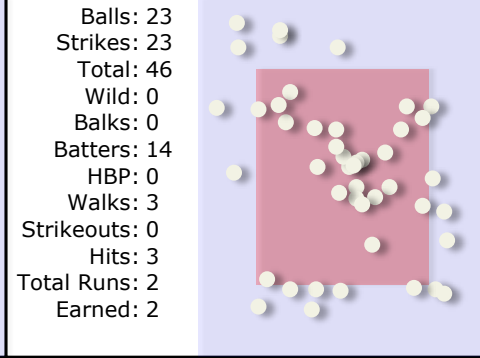 Balls: 23
Strikes: 23
Total: 46
Wild: 0
Balks: 0
Batters: 14
HBP: 0
Walks: 3
Strikeouts: 0
Hits: 3
Total Runs: 2
Earned: 2